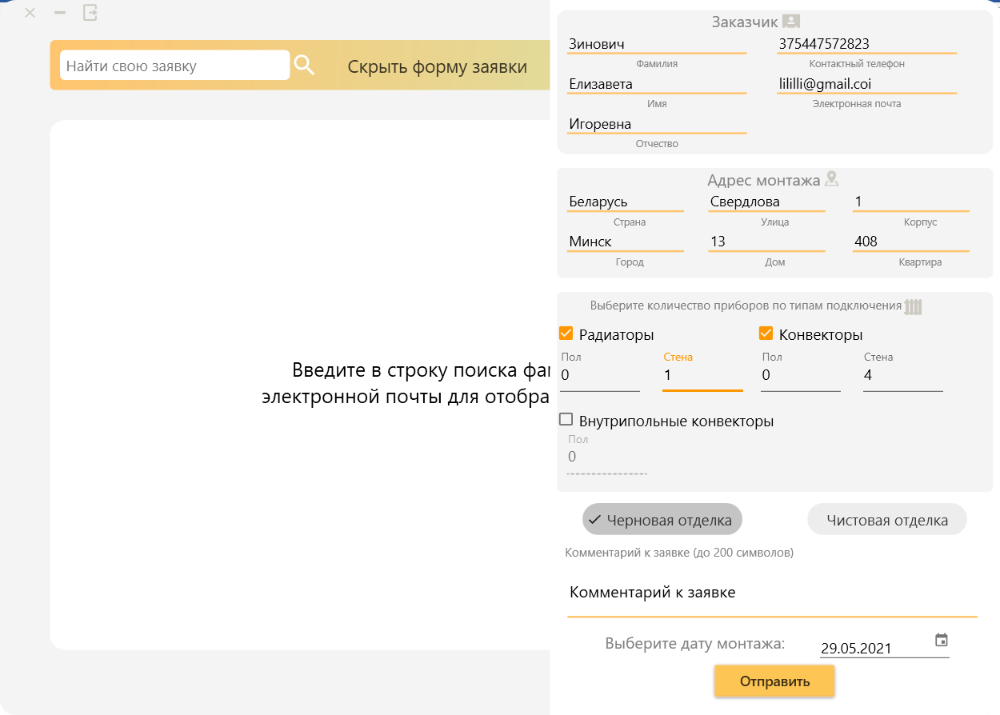 Найти свою заявку
Скрыть форму заявки
Введите в строку поиска
электронной почты для
Заказчик
Зинович
375447572823
Фамилия
Контактный телефон
Елизавета
lililli@gmail.coi
Имя
Электронная почта
Игоревна
Отчество
Адрес монтажа
Беларусь
Свердлова
1
Страна
Улица
Корпус
Минск
13
408
Город
Дом
Квартира
Выберите количество приборов по типам подключения
Радиаторы
Конвекторы
Пол
Стена
Пол
Стена
0
1
0
4
Внутрипольные конвекторы
Пол
0
Черновая отделка
Чистовая отделка
Комментарий к заявке (до 200 символов)
Комментарий к заявке
Выберите дату монтажа:
29.05.2021
Отправить